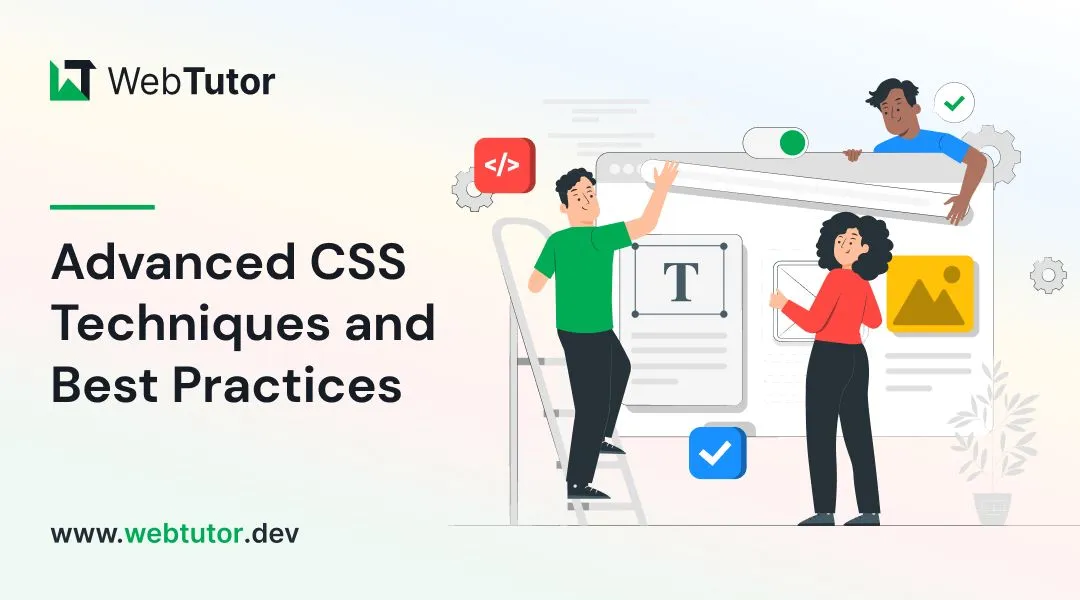 WebTutor
</>
Advanced CSS
Techniques and
Best Practices
T
www.webtutor.dev